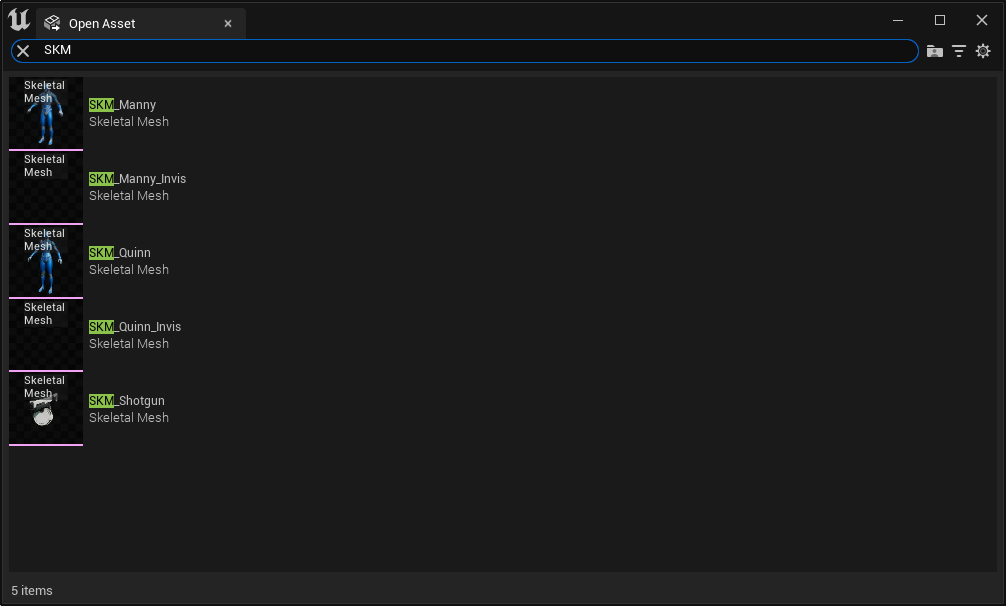 Open Asset
SKM
Skeletal
Mesh
SKM_Manny
Skeletal Mesh
Skeletal
Mesh
SKM_Manny_Invis
Skeletal Mesh
Skeletal
Mesh
SKM_Quinn
Skeletal Mesh
Skeletal
Mesh
SKM_Quinn_Invis
Skeletal Mesh
Skeletal
Mesh
SKM_Shotgun
Skeletal Mesh
5 items